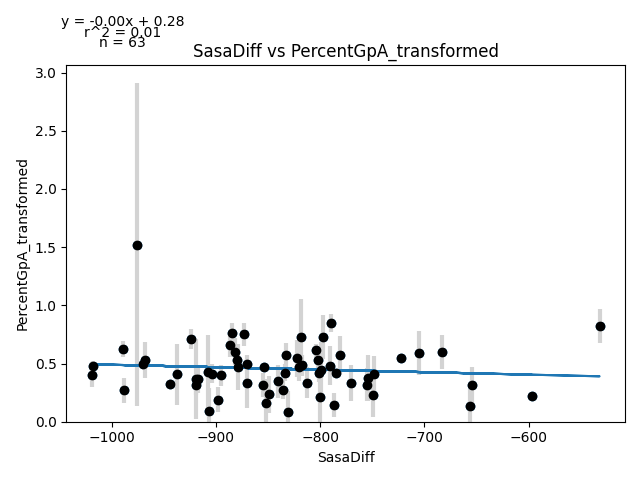 y = -0.00x + 0.28
r^2 = 0.01
n = 63
SasaDiff vs PercentGpA_transformed
3.0
2.5
2.0
1.5
1.0
0.5
0.0
PercentGpA_transformed
−1000
−900
−800
−700
−600
SasaDiff